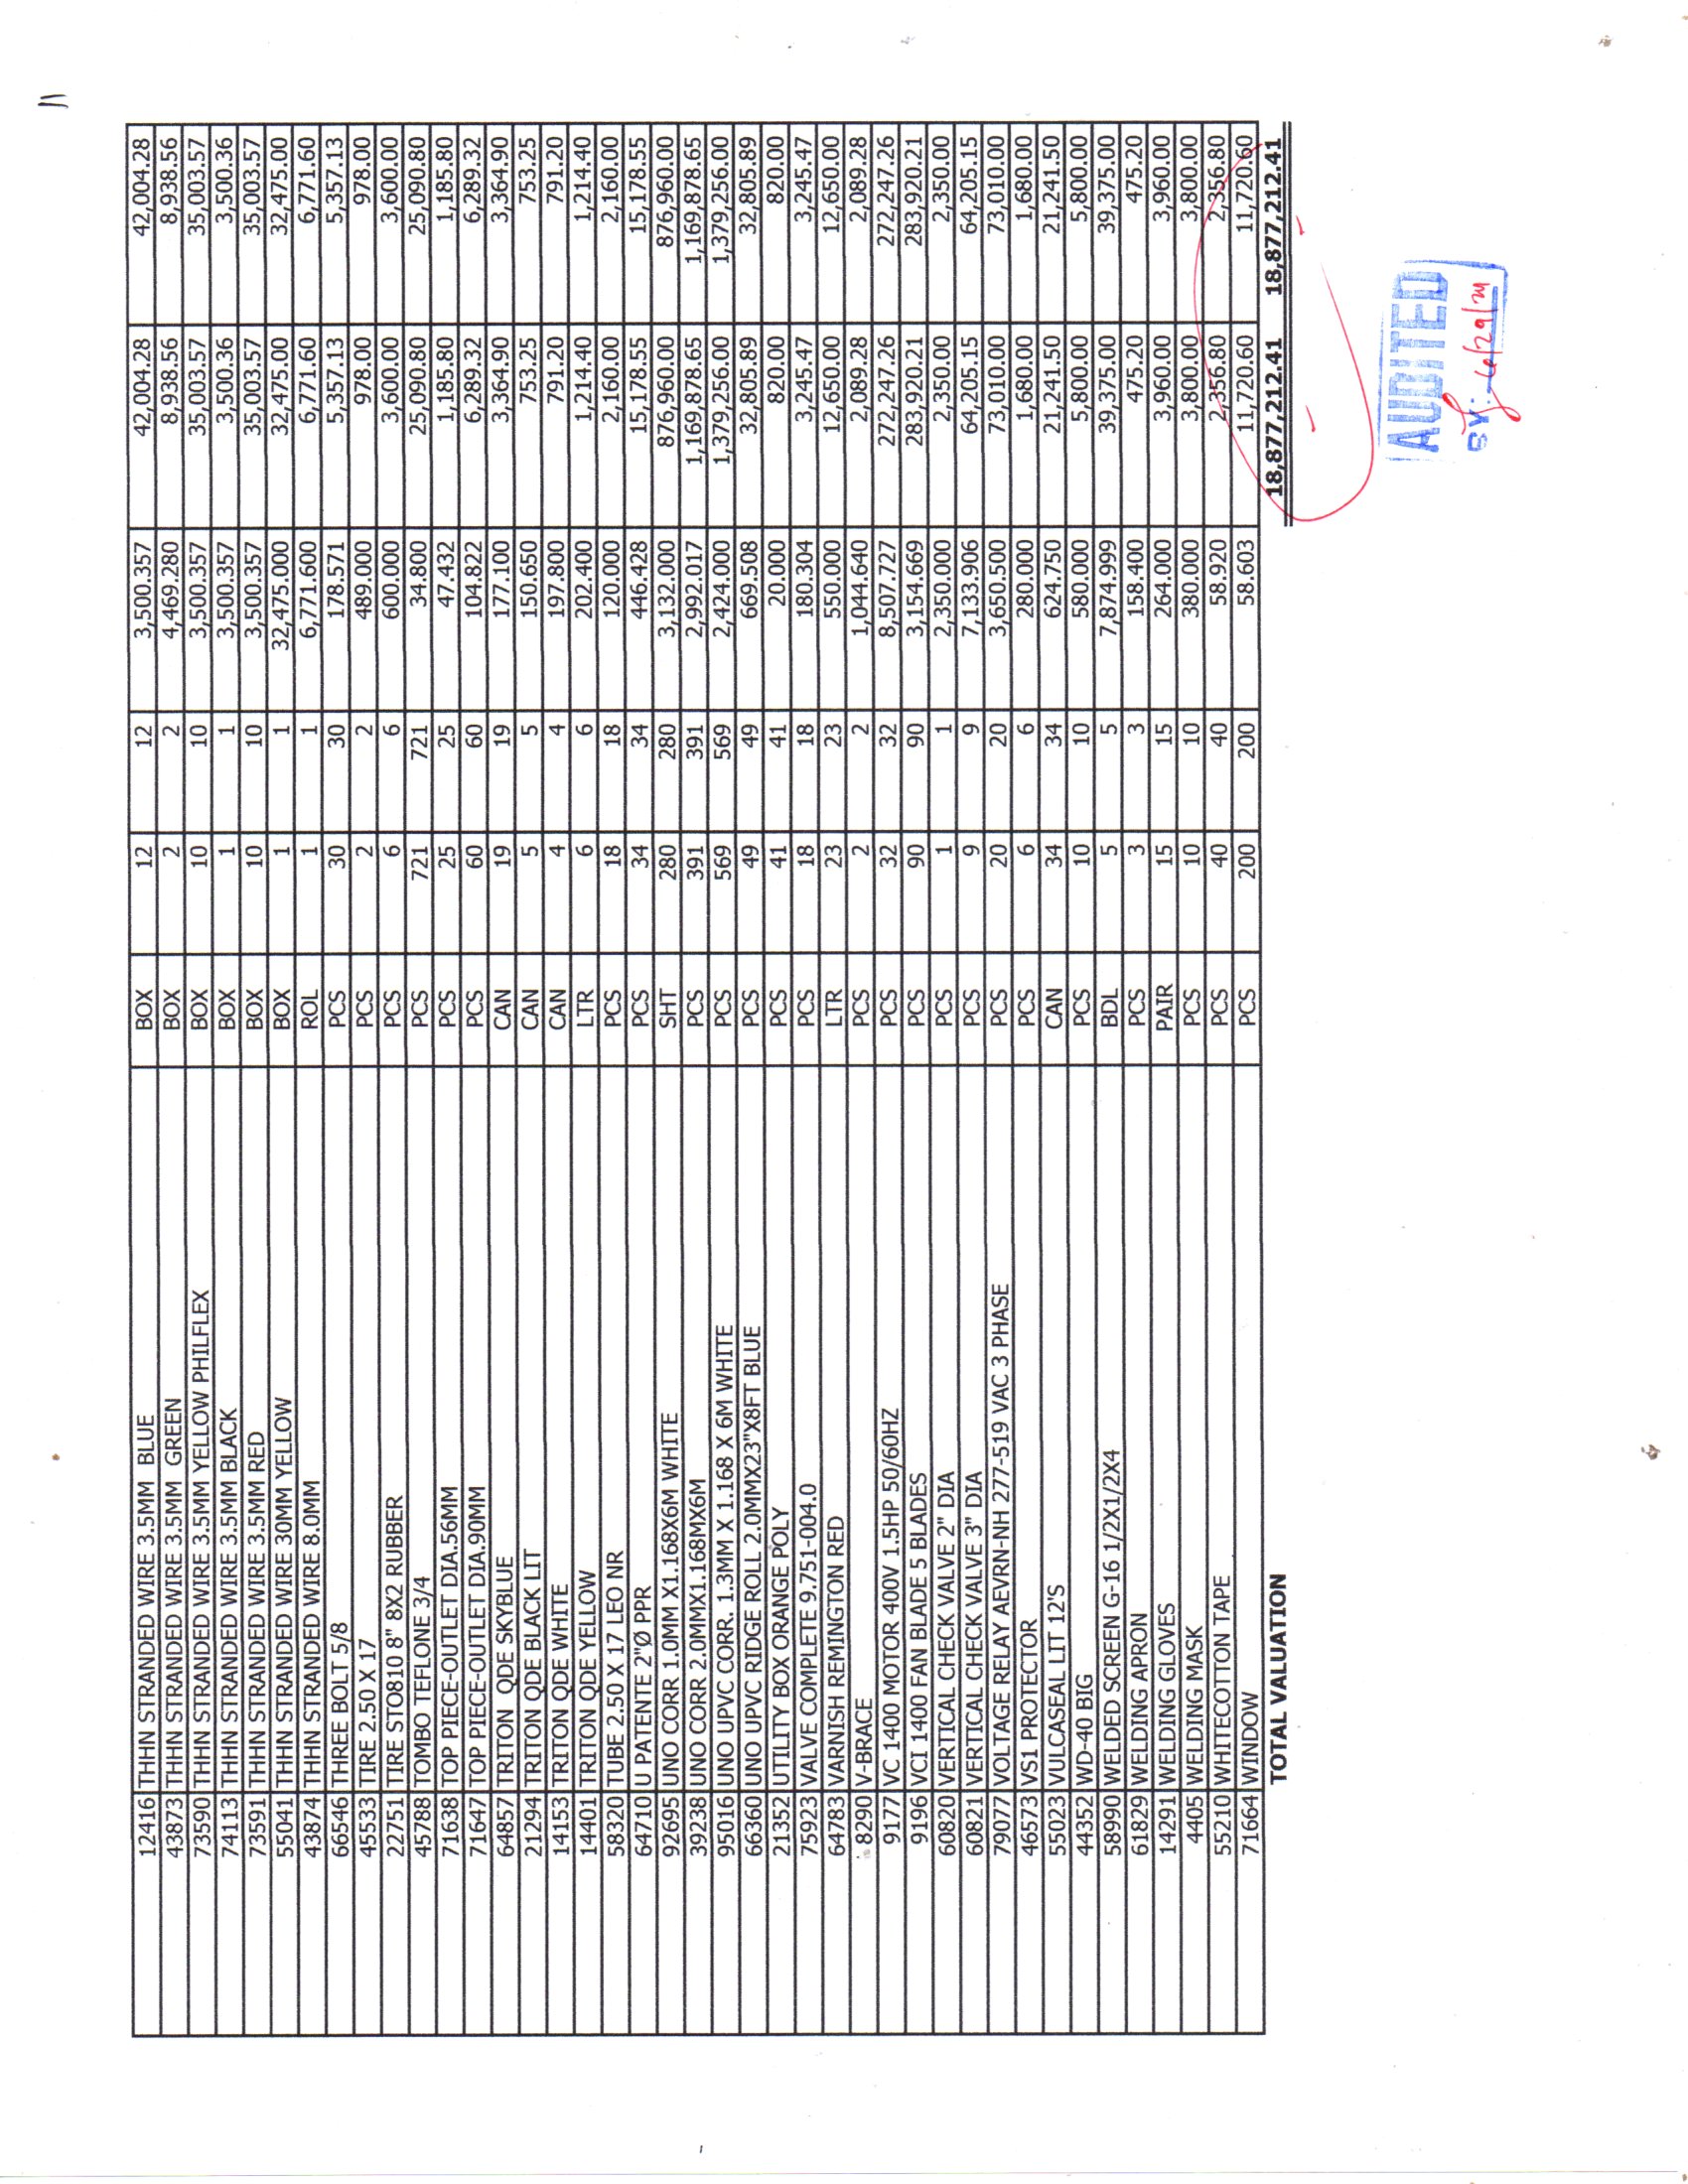 11
12416 THHN STRANDED WIRE 3.5MM  BLUE BOX 12 12 3,500.357 42,004.28 42,004.28
43873 THHN STRANDED WIRE 3.5MM  GREEN BOX 2 2 4,469.280 8,938.56 8,938.56
73590 THHN STRANDED WIRE 3.5MM YELLOW PHILFLEX BOX 10 10 3,500.357 35,003.57 35,003.57
74113 THHN STRANDED WIRE 3.5MM BLACK BOX 1 1 3,500.357 3,500.36 3,500.36
73591 THHN STRANDED WIRE 3.5MM RED BOX 10 10 3,500.357 35,003.57 35,003.57
55041 THHN STRANDED WIRE 30MM YELLOW BOX 1 1 32,475.000 32,475.00 32,475.00
43874 THHN STRANDED WIRE 8.0MM ROL 1 1 6,771.600 6,771.60 6,771.60
66546 THREE BOLT 5/8 PCS 30 30 178.571 5,357.13 5,357.13
45533 TIRE 2.50 X 17 PCS 2 2 489.000 978.00 978.00
22751 TIRE STO810 8" 8X2 RUBBER PCS 6 6 600.000 3,600.00 3,600.00
45788 TOMBO TEFLONE 3/4 PCS 721 721 34.800 25,090.80 25,090.80
71638 TOP PIECE-OUTLET DIA.56MM PCS 25 25 47.432 1,185.80 1,185.80
71647 TOP PIECE-OUTLET DIA.90MM PCS 60 60 104.822 6,289.32 6,289.32
64857 TRITON  QDE SKYBLUE CAN 19 19 177.100 3,364.90 3,364.90
21294 TRITON QDE BLACK LIT CAN 5 5 150.650 753.25 753.25
14153 TRITON QDE WHITE CAN 4 4 197.800 791.20 791.20
14401 TRITON QDE YELLOW LTR 6 6 202.400 1,214.40 1,214.40
58320 TUBE 2.50 X 17 LEO NR PCS 18 18 120.000 2,160.00 2,160.00
64710 U PATENTE 2"Ø PPR PCS 34 34 446.428 15,178.55 15,178.55
92695 UNO CORR 1.0MM X1.168X6M WHITE SHT 280 280 3,132.000 876,960.00 876,960.00
39238 UNO CORR 2.0MMX1.168MX6M PCS 391 391 2,992.017 1,169,878.65 1,169,878.65
95016 UNO UPVC CORR. 1.3MM X 1.168 X 6M WHITE PCS 569 569 2,424.000 1,379,256.00 1,379,256.00
66360 UNO UPVC RIDGE ROLL 2.0MMX23"X8FT BLUE PCS 49 49 669.508 32,805.89 32,805.89
21352 UTILITY BOX ORANGE POLY PCS 41 41 20.000 820.00 820.00
75923 VALVE COMPLETE 9.751-004.0 PCS 18 18 180.304 3,245.47 3,245.47
64783 VARNISH REMINGTON RED LTR 23 23 550.000 12,650.00 12,650.00
8290 V-BRACE PCS 2 2 1,044.640 2,089.28 2,089.28
9177 VC 1400 MOTOR 400V 1.5HP 50/60HZ PCS 32 32 8,507.727 272,247.26 272,247.26
9196 VCI 1400 FAN BLADE 5 BLADES PCS 90 90 3,154.669 283,920.21 283,920.21
60820 VERTICAL CHECK VALVE 2" DIA PCS 1 1 2,350.000 2,350.00 2,350.00
60821 VERTICAL CHECK VALVE 3" DIA PCS 9 9 7,133.906 64,205.15 64,205.15
79077 VOLTAGE RELAY AEVRN-NH 277-519 VAC 3 PHASE PCS 20 20 3,650.500 73,010.00 73,010.00
46573 VS1 PROTECTOR PCS 6 6 280.000 1,680.00 1,680.00
55023 VULCASEAL LIT 12'S CAN 34 34 624.750 21,241.50 21,241.50
44352 WD-40 BIG PCS 10 10 580.000 5,800.00 5,800.00
58990 WELDED SCREEN G-16 1/2X1/2X4 BDL 5 5 7,874.999 39,375.00 39,375.00
61829 WELDING APRON PCS 3 3 158.400 475.20 475.20
14291 WELDING GLOVES PAIR 15 15 264.000 3,960.00 3,960.00
4405 WELDING MASK PCS 10 10 380.000 3,800.00 3,800.00
55210 WHITECOTTON TAPE PCS 40 40 58.920 2,356.80 2,356.80
71664 WINDOW PCS 200 200 58.603 11,720.60 11,720.60
TOTAL VALUATION 18,877,212.41 18,877,212.41
AUDITED
BY: